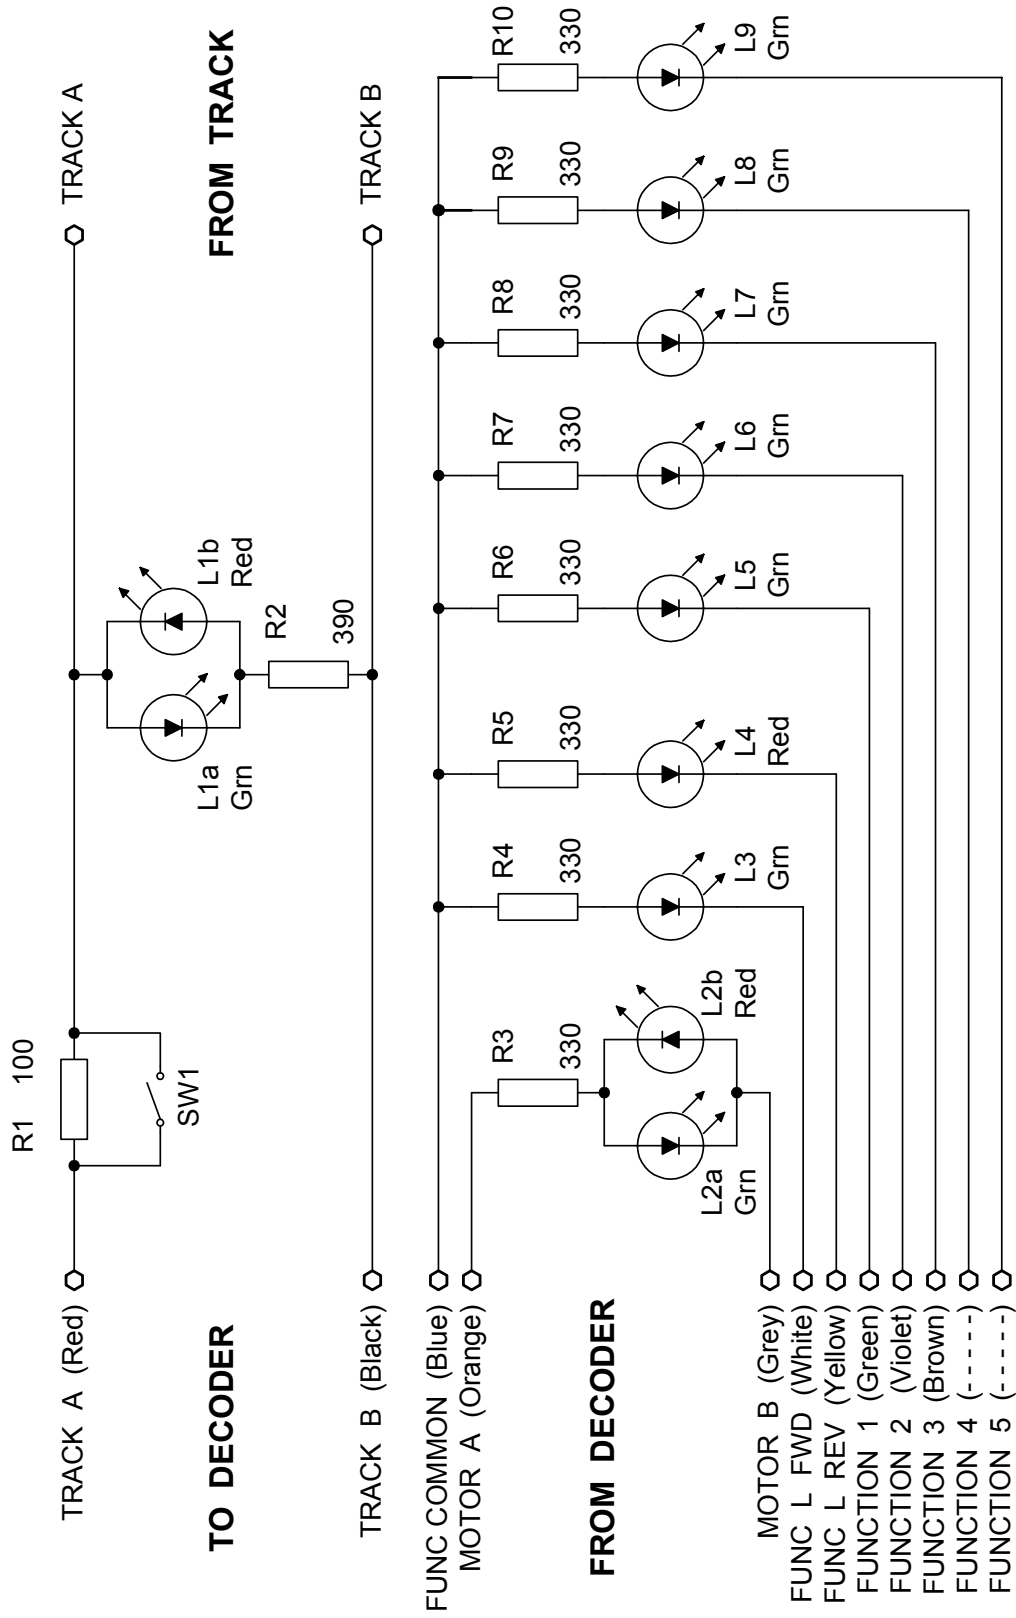 R1 100
SW1
TRACK A (Red)
TRACK A
TO DECODER
FROM TRACK
L1a
Grn
L1b
Red
R2
390
TRACK B (Black)
TRACK B
FUNC COMMON (Blue)
MOTOR A (Orange)
FROM DECODER
R3
330
R4
330
R5
330
R6
330
R7
330
R8
330
R9
330
R10
330
L2a
Grn
L2b
Red
L3
Grn
L4
Red
L5
Grn
L6
Grn
L7
Grn
L8
Grn
L9
Grn
MOTOR B (Grey)
FUNC L FWD (White)
FUNC L REV (Yellow)
FUNCTION 1 (Green)
FUNCTION 2 (Violet)
FUNCTION 3 (Brown)
FUNCTION 4 (- - - - - -)
FUNCTION 5 (- - - - - -)